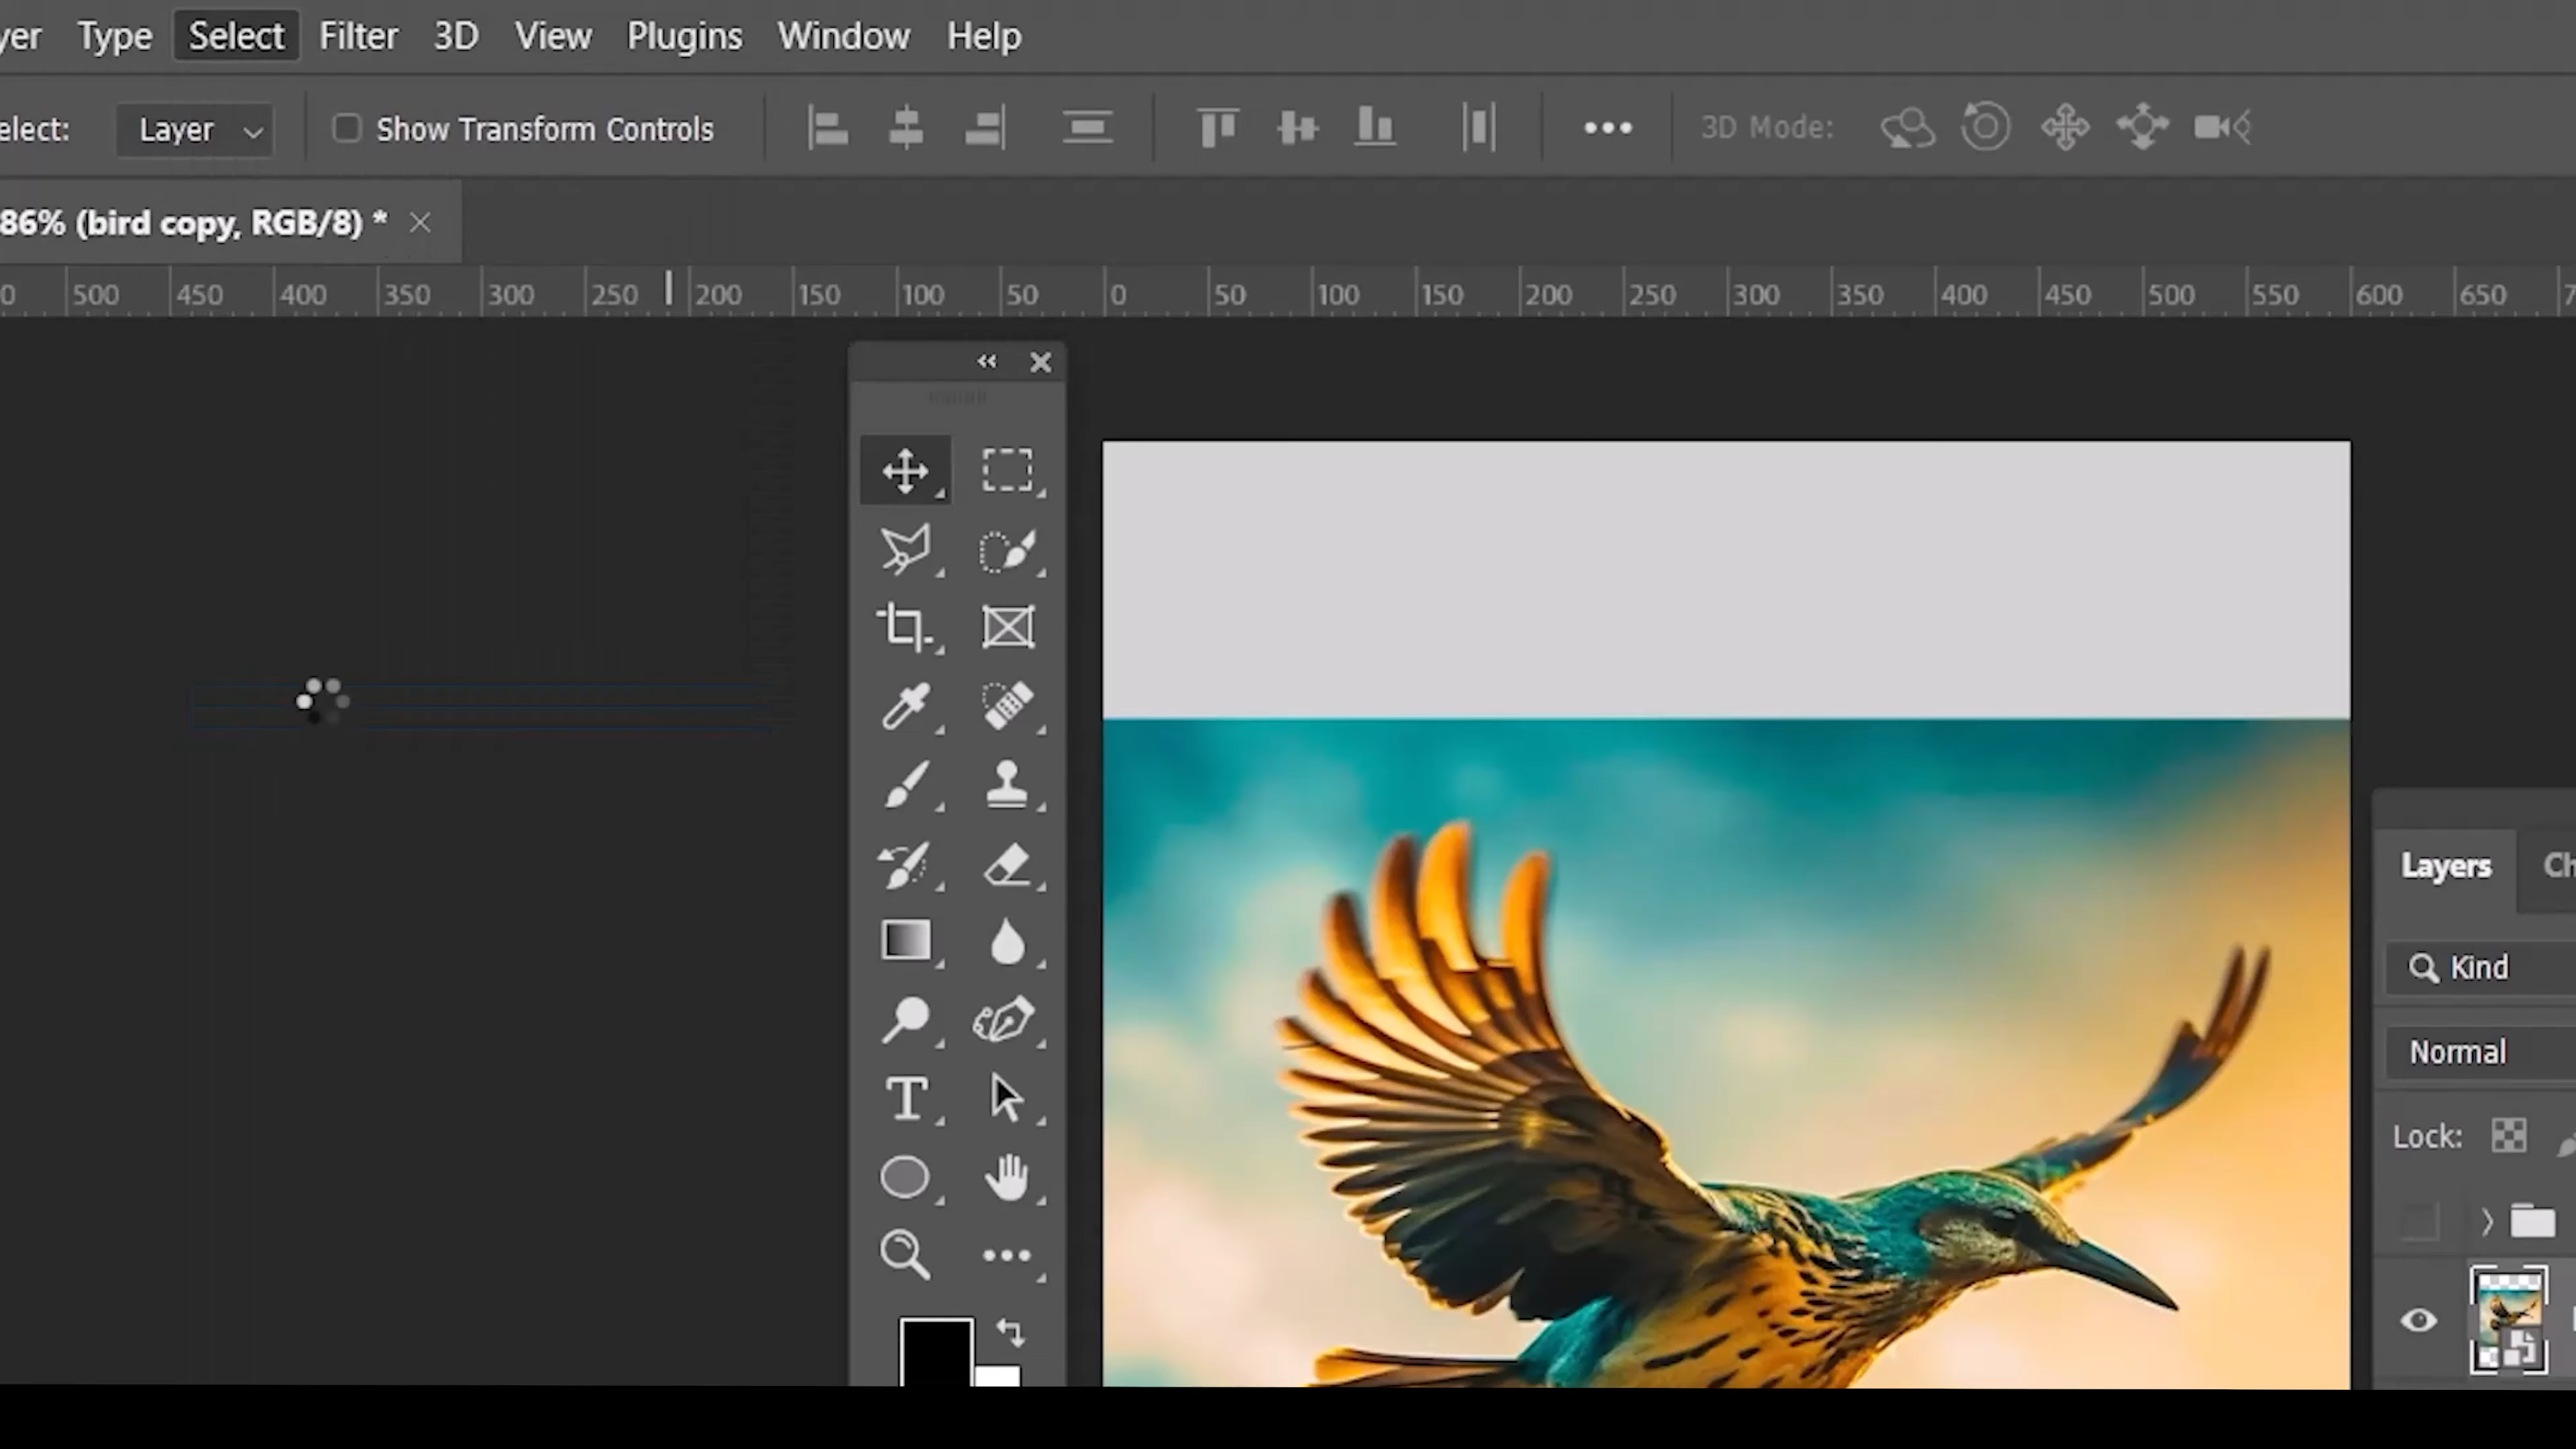 yer Type Select Filter 3D View Plugins Window Help
elect: Layer Show Transform Controls 3D Mode:
86% (bird copy, RGB/8) *
0 500 450 400 350 300 250 200 150 100 50 0 50 100 150 200 250 300 350 400 450 500 550 600 650 7
Layers Ch
Kind
Normal
Lock: